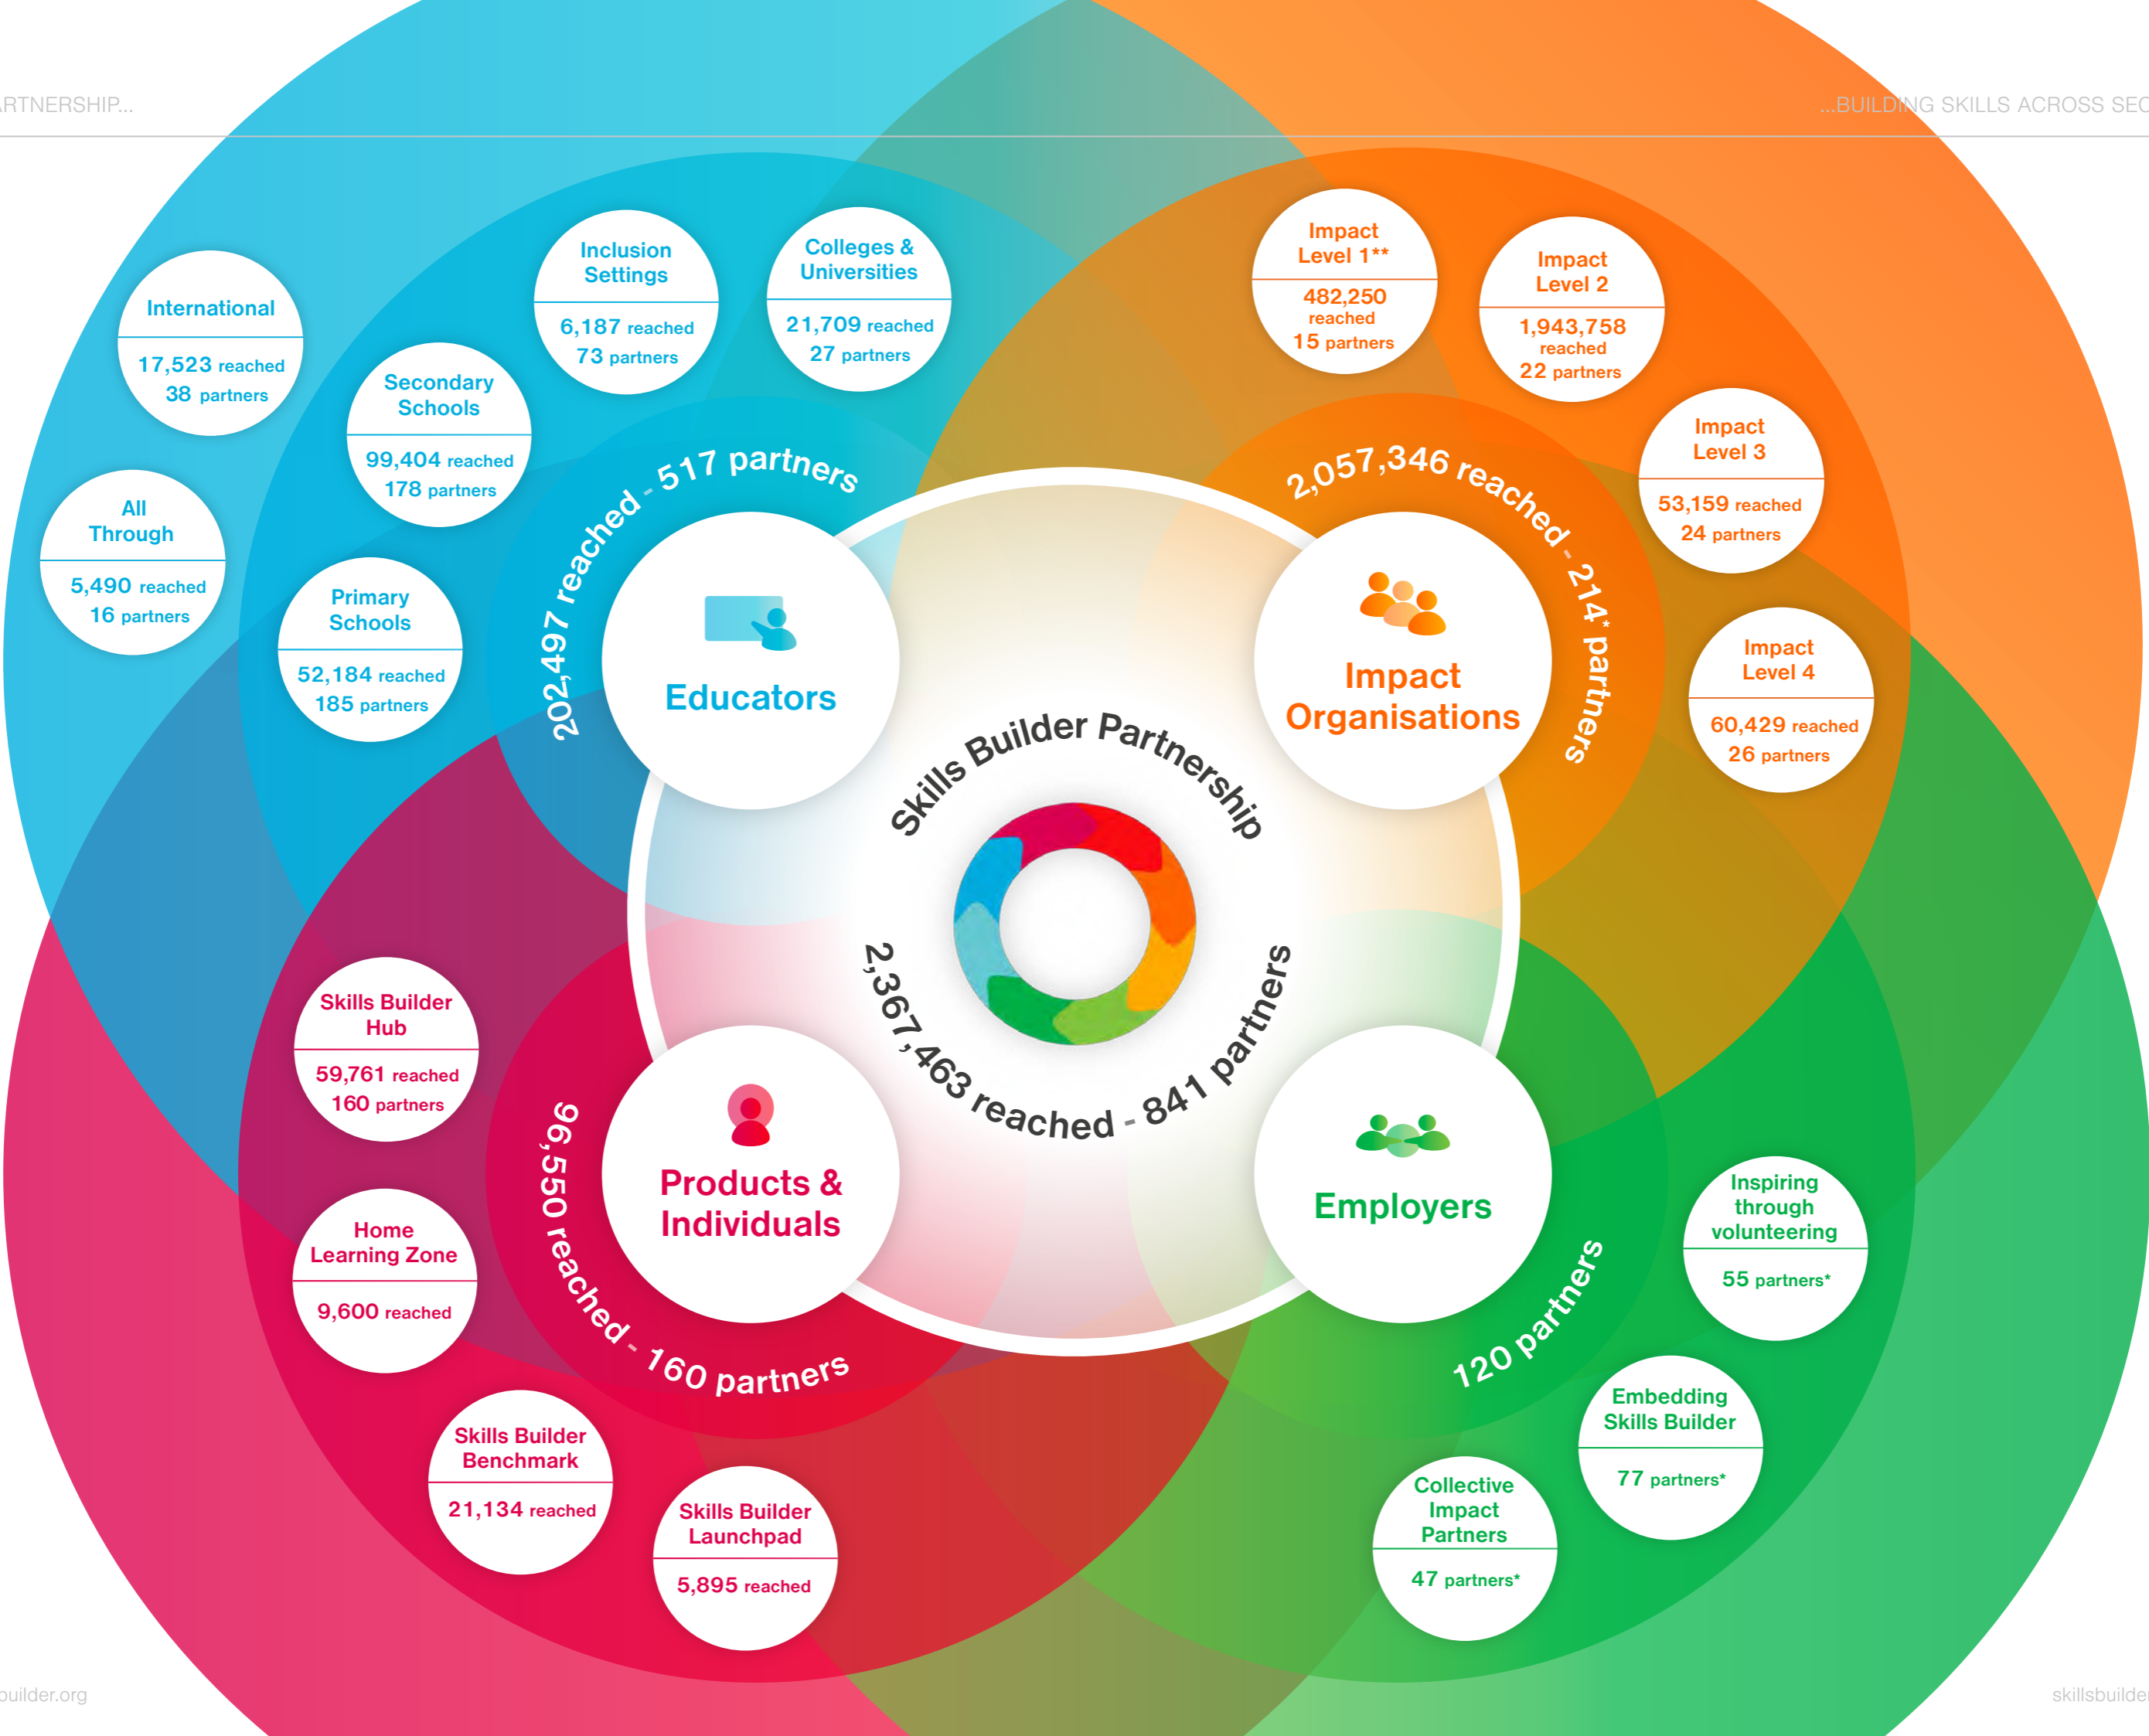 ARTNERSHIP...
...BUILDING SKILLS ACROSS SEC
International
17,523 reached
38 partners
All
Through
5,490 reached
16 partners
Secondary
Schools
99,404 reached
178 partners
Primary
Schools
52,184 reached
185 partners
Inclusion
Settings
6,187 reached
73 partners
Colleges &
Universities
21,709 reached
27 partners
202,497 reached - 517 partners
Educators
Impact
Level 1**
482,250
reached
15 partners
Impact
Level 2
1,943,758
reached
22 partners
Impact
Level 3
53,159 reached
24 partners
Impact
Level 4
60,429 reached
26 partners
2,057,346 reached - 214* partners
Impact
Organisations
Skills Builder Partnership
2,367,463 reached - 841 partners
Skills Builder
Hub
59,761 reached
160 partners
Home
Learning Zone
9,600 reached
Skills Builder
Benchmark
21,134 reached
Skills Builder
Launchpad
5,895 reached
96,550 reached - 160 partners
Products &
Individuals
Employers
120 partners
Inspiring
through
volunteering
55 partners*
Embedding
Skills Builder
77 partners*
Collective
Impact
Partners
47 partners*
builder.org
skillsbuilder